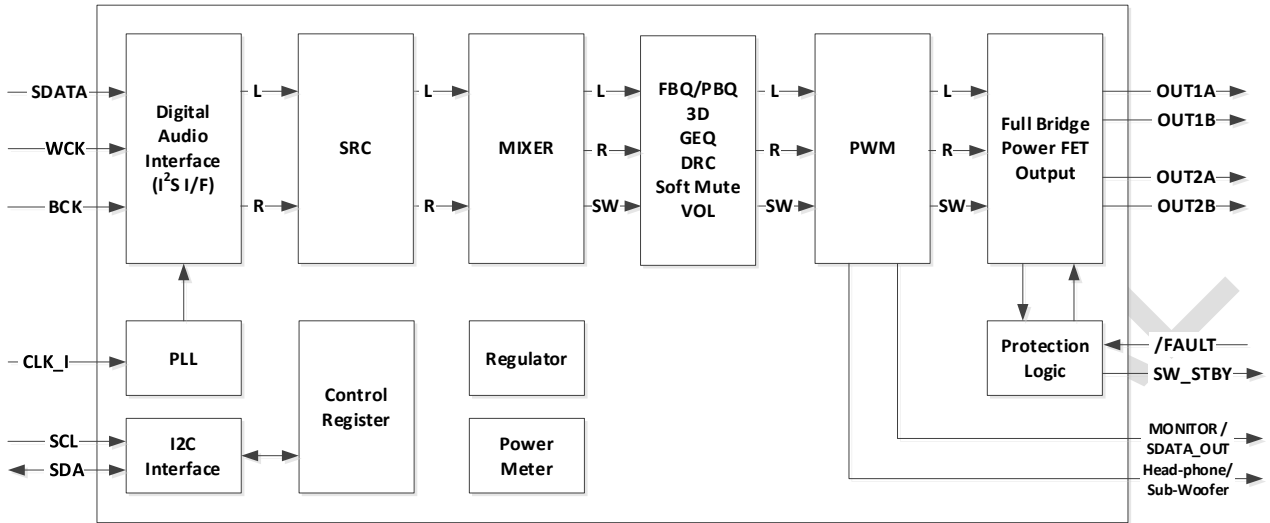 SDATA
WCK
BCK
Digital
Audio
Interface
(I²S I/F)
L
R
SRC
L
R
MIXER
L
R
SW
FBQ/PBQ
3D
GEQ
DRC
Soft Mute
VOL
L
R
SW
PWM
L
R
SW
Full Bridge
Power FET
Output
OUT1A
OUT1B
OUT2A
OUT2B
CLK_I
PLL
Control
Register
Regulator
Protection
Logic
/FAULT
SW_STBY
SCL
SDA
I2C
Interface
Power
Meter
MONITOR/
SDATA_OUT
Head-phone/
Sub-Woofer